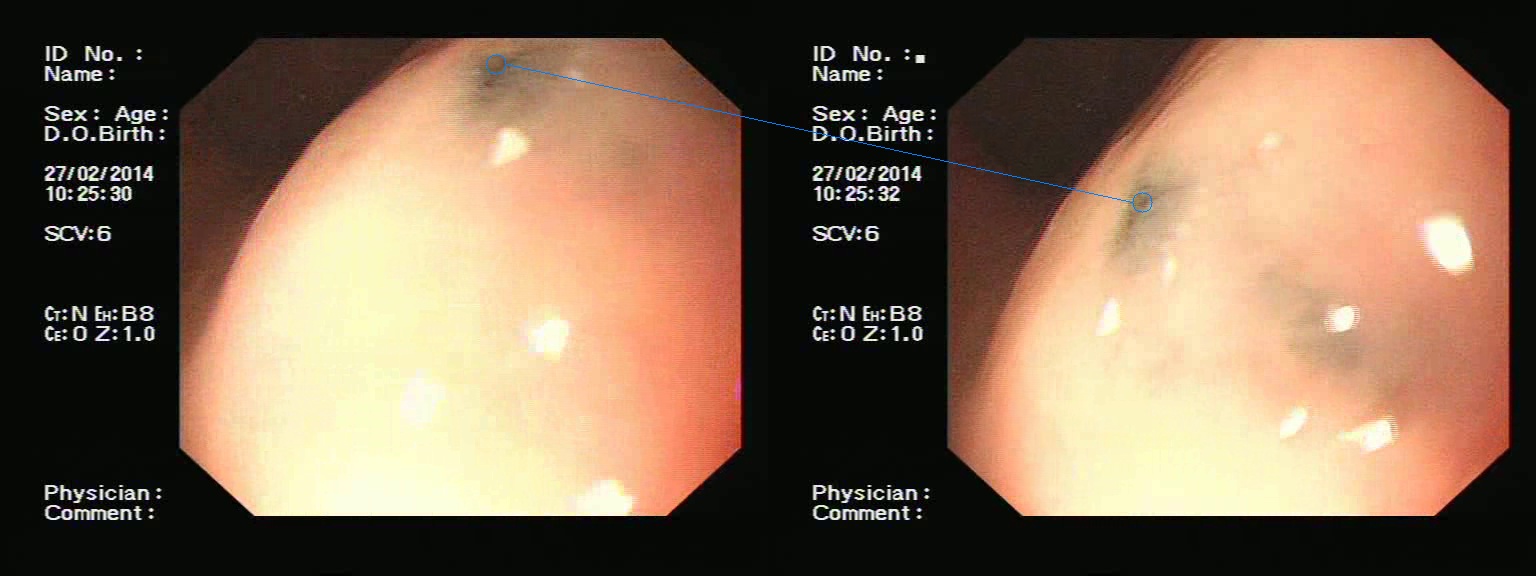 ID No. :
Name:
Sex: Age:
D.O.Birth:
27/02/2014
10:25:30
SCV:6
CT:N EH:B8
CE:0 Z:1.0
Physician:
Comment:
ID No. :
Name:
Sex: Age:
D.O.Birth:
27/02/2014
10:25:32
SCV:6
CT:N EH:B8
CE:0 Z:1.0
Physician:
Comment: